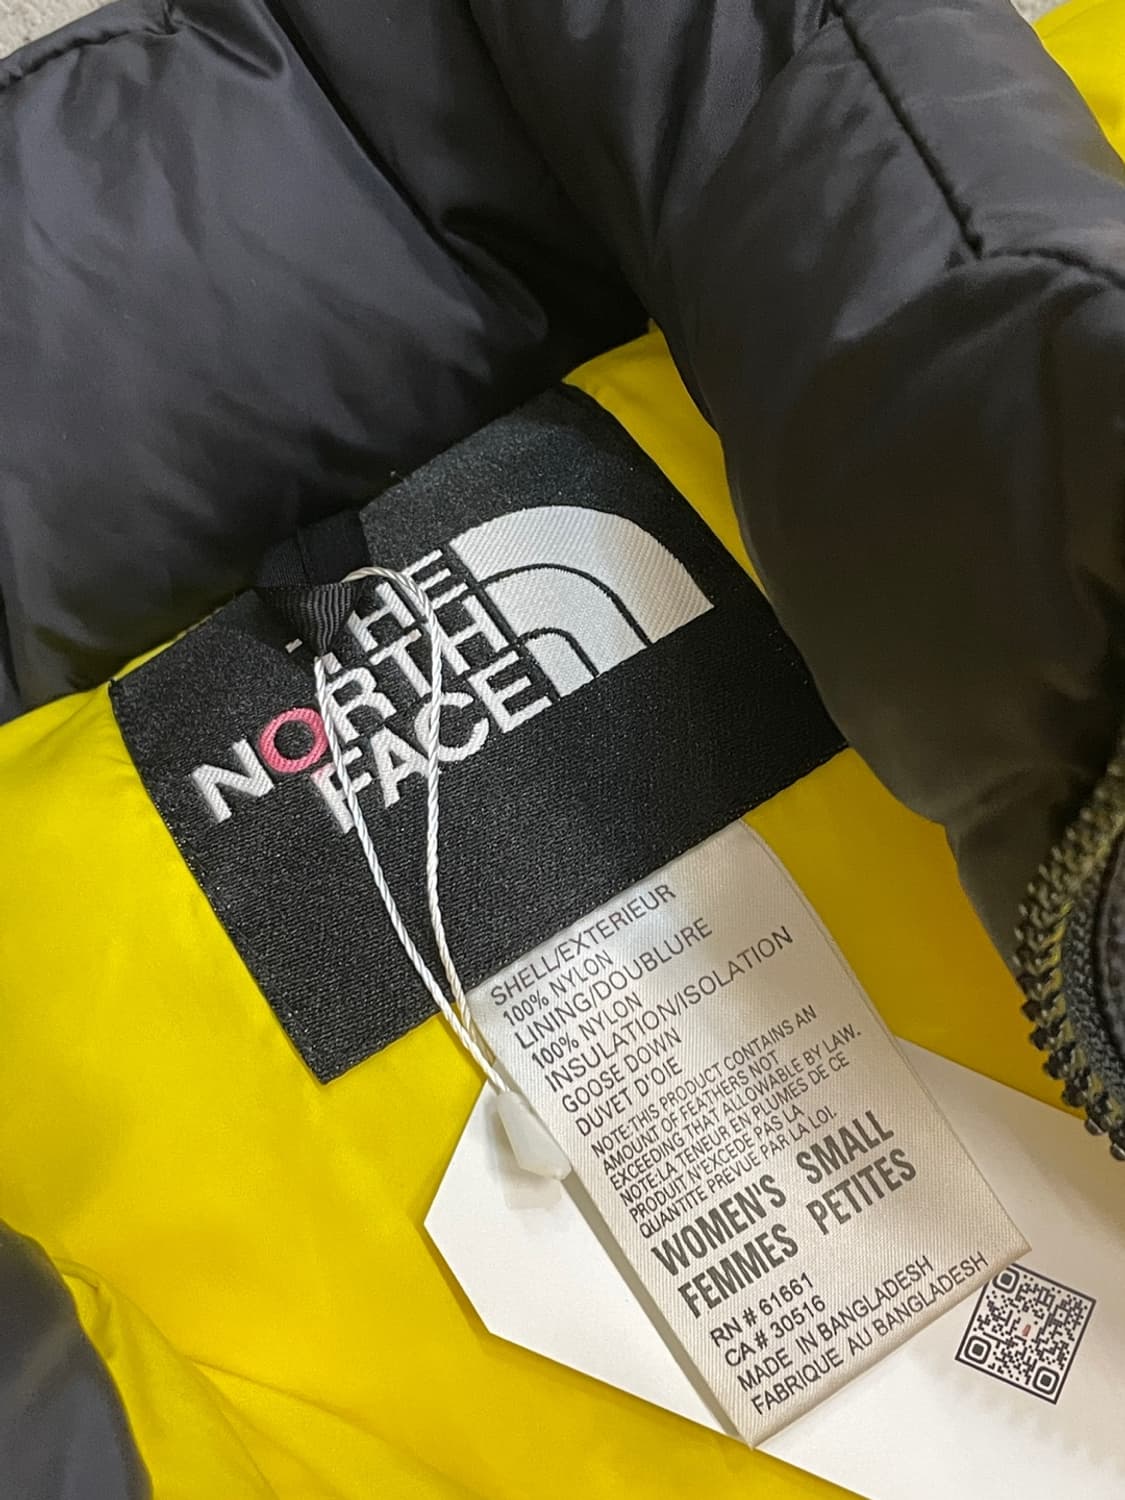 THE
NORTH
FACE
SHELL/EXTERIEUR
100% NYLON
LINING/DOUBLURE
100% NYLON
INSULATION/ISOLATION
GOOSE DOWN
DUVET D'OIE
NOTE:THIS PRODUCT CONTAINS AN
AMOUNT OF FEATHERS NOT
EXCEEDING THAT ALLOWABLE BY LAW.
NOTE:LA TENEUR EN PLUMES DE CE
PRODUIT N'EXCEDE PAS LA
QUANTITE PREVUE PAR LA LOI.
WOMEN'S SMALL
FEMMES PETITES
RN # 61661
CA # 30516
MADE IN BANGLADESH
FABRIQUE AU BANGLADESH